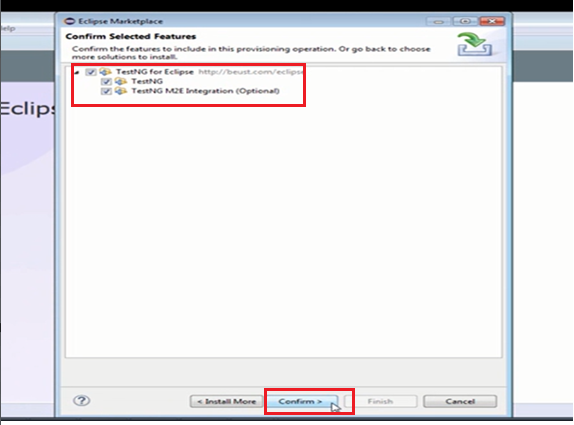 Help
Eclipse Marketplace
Confirm Selected Features
Confirm the features to include in this provisioning operation. Or go back to choose
more solutions to install.
TestNG for Eclipse http://beust.com/eclipse
TestNG
TestNG M2E Integration (Optional)
Eclips
?
< Install More
Confirm >
Finish
Cancel